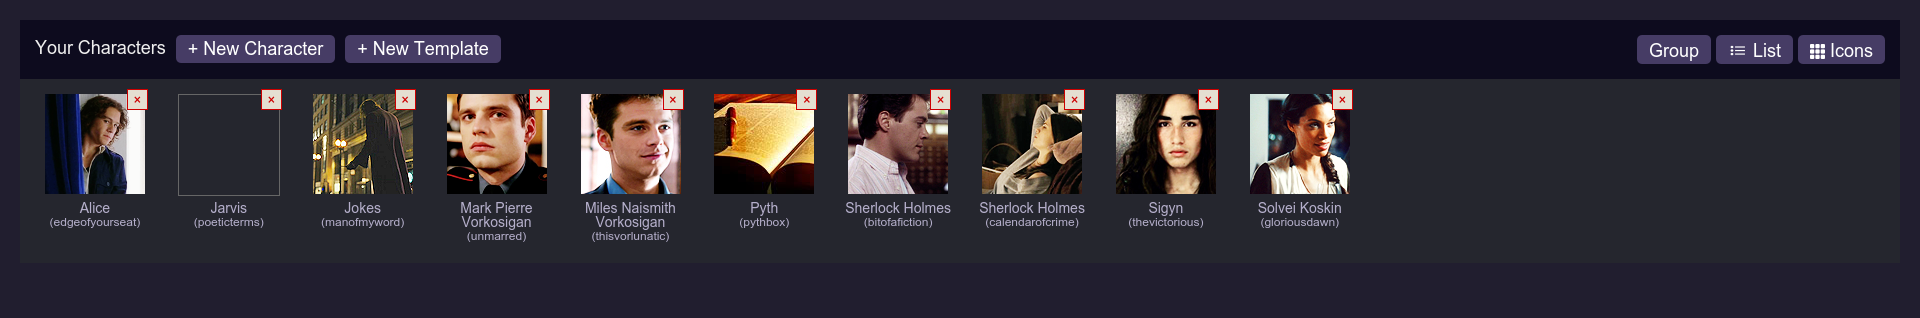 Your Characters
+ New Character
+ New Template
Group
List
Icons
×
×
×
×
×
×
×
×
×
×
Alice
(edgeofyourseat)
Jarvis
(poeticterms)
Jokes
(manofmyword)
Mark Pierre
Vorkosigan
(unmarred)
Miles Naismith
Vorkosigan
(thisvorlunatic)
Pyth
(pythbox)
Sherlock Holmes
(bitofafiction)
Sherlock Holmes
(calendarofcrime)
Sigyn
(thevictorious)
Solvei Koskin
(gloriousdawn)